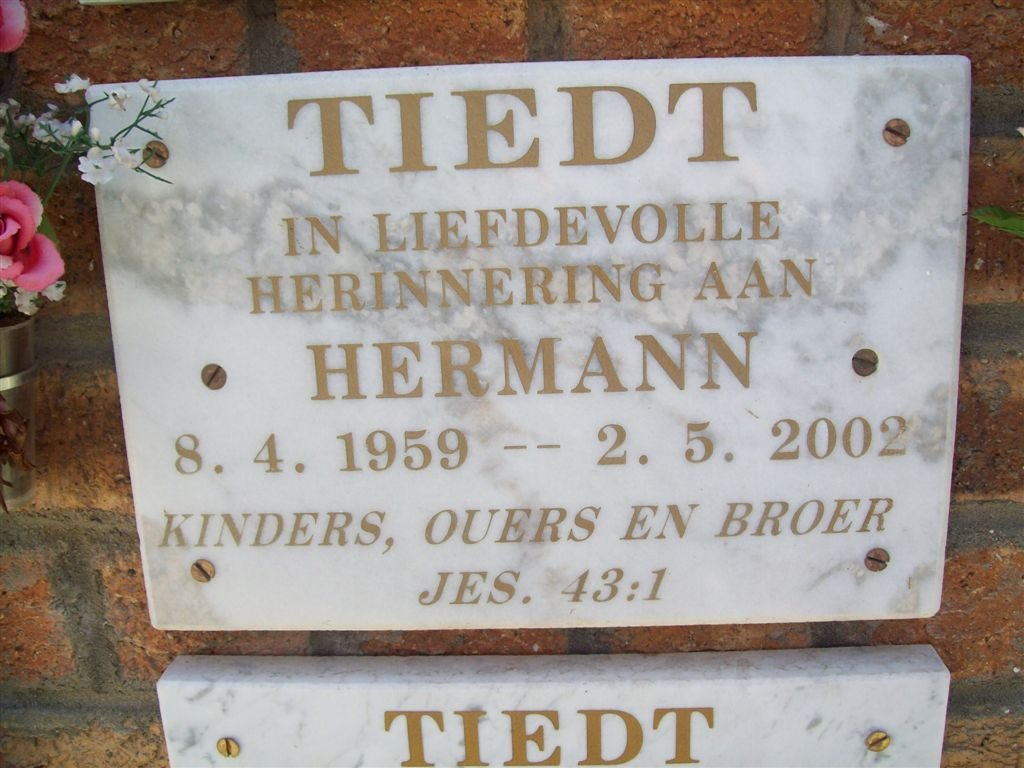 TIEDT
IN LIEFDEVOLLE
HERINNERING AAN
HERMANN
8. 4. 1959 -- 2. 5. 2002
KINDERS, OUERS EN BROER
JES. 43:1
TIEDT